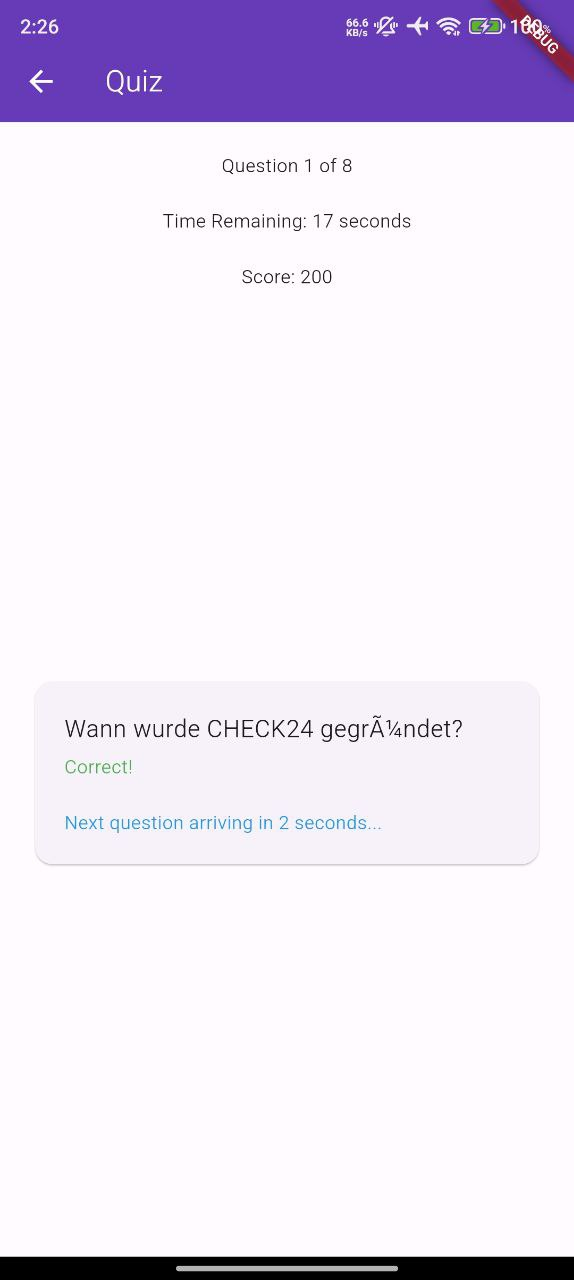 2:26
66.6
KB/s
DEBUG
Quiz
Question 1 of 8
Time Remaining: 17 seconds
Score: 200
Wann wurde CHECK24 gegrÃ¼ndet?
Correct!
Next question arriving in 2 seconds...